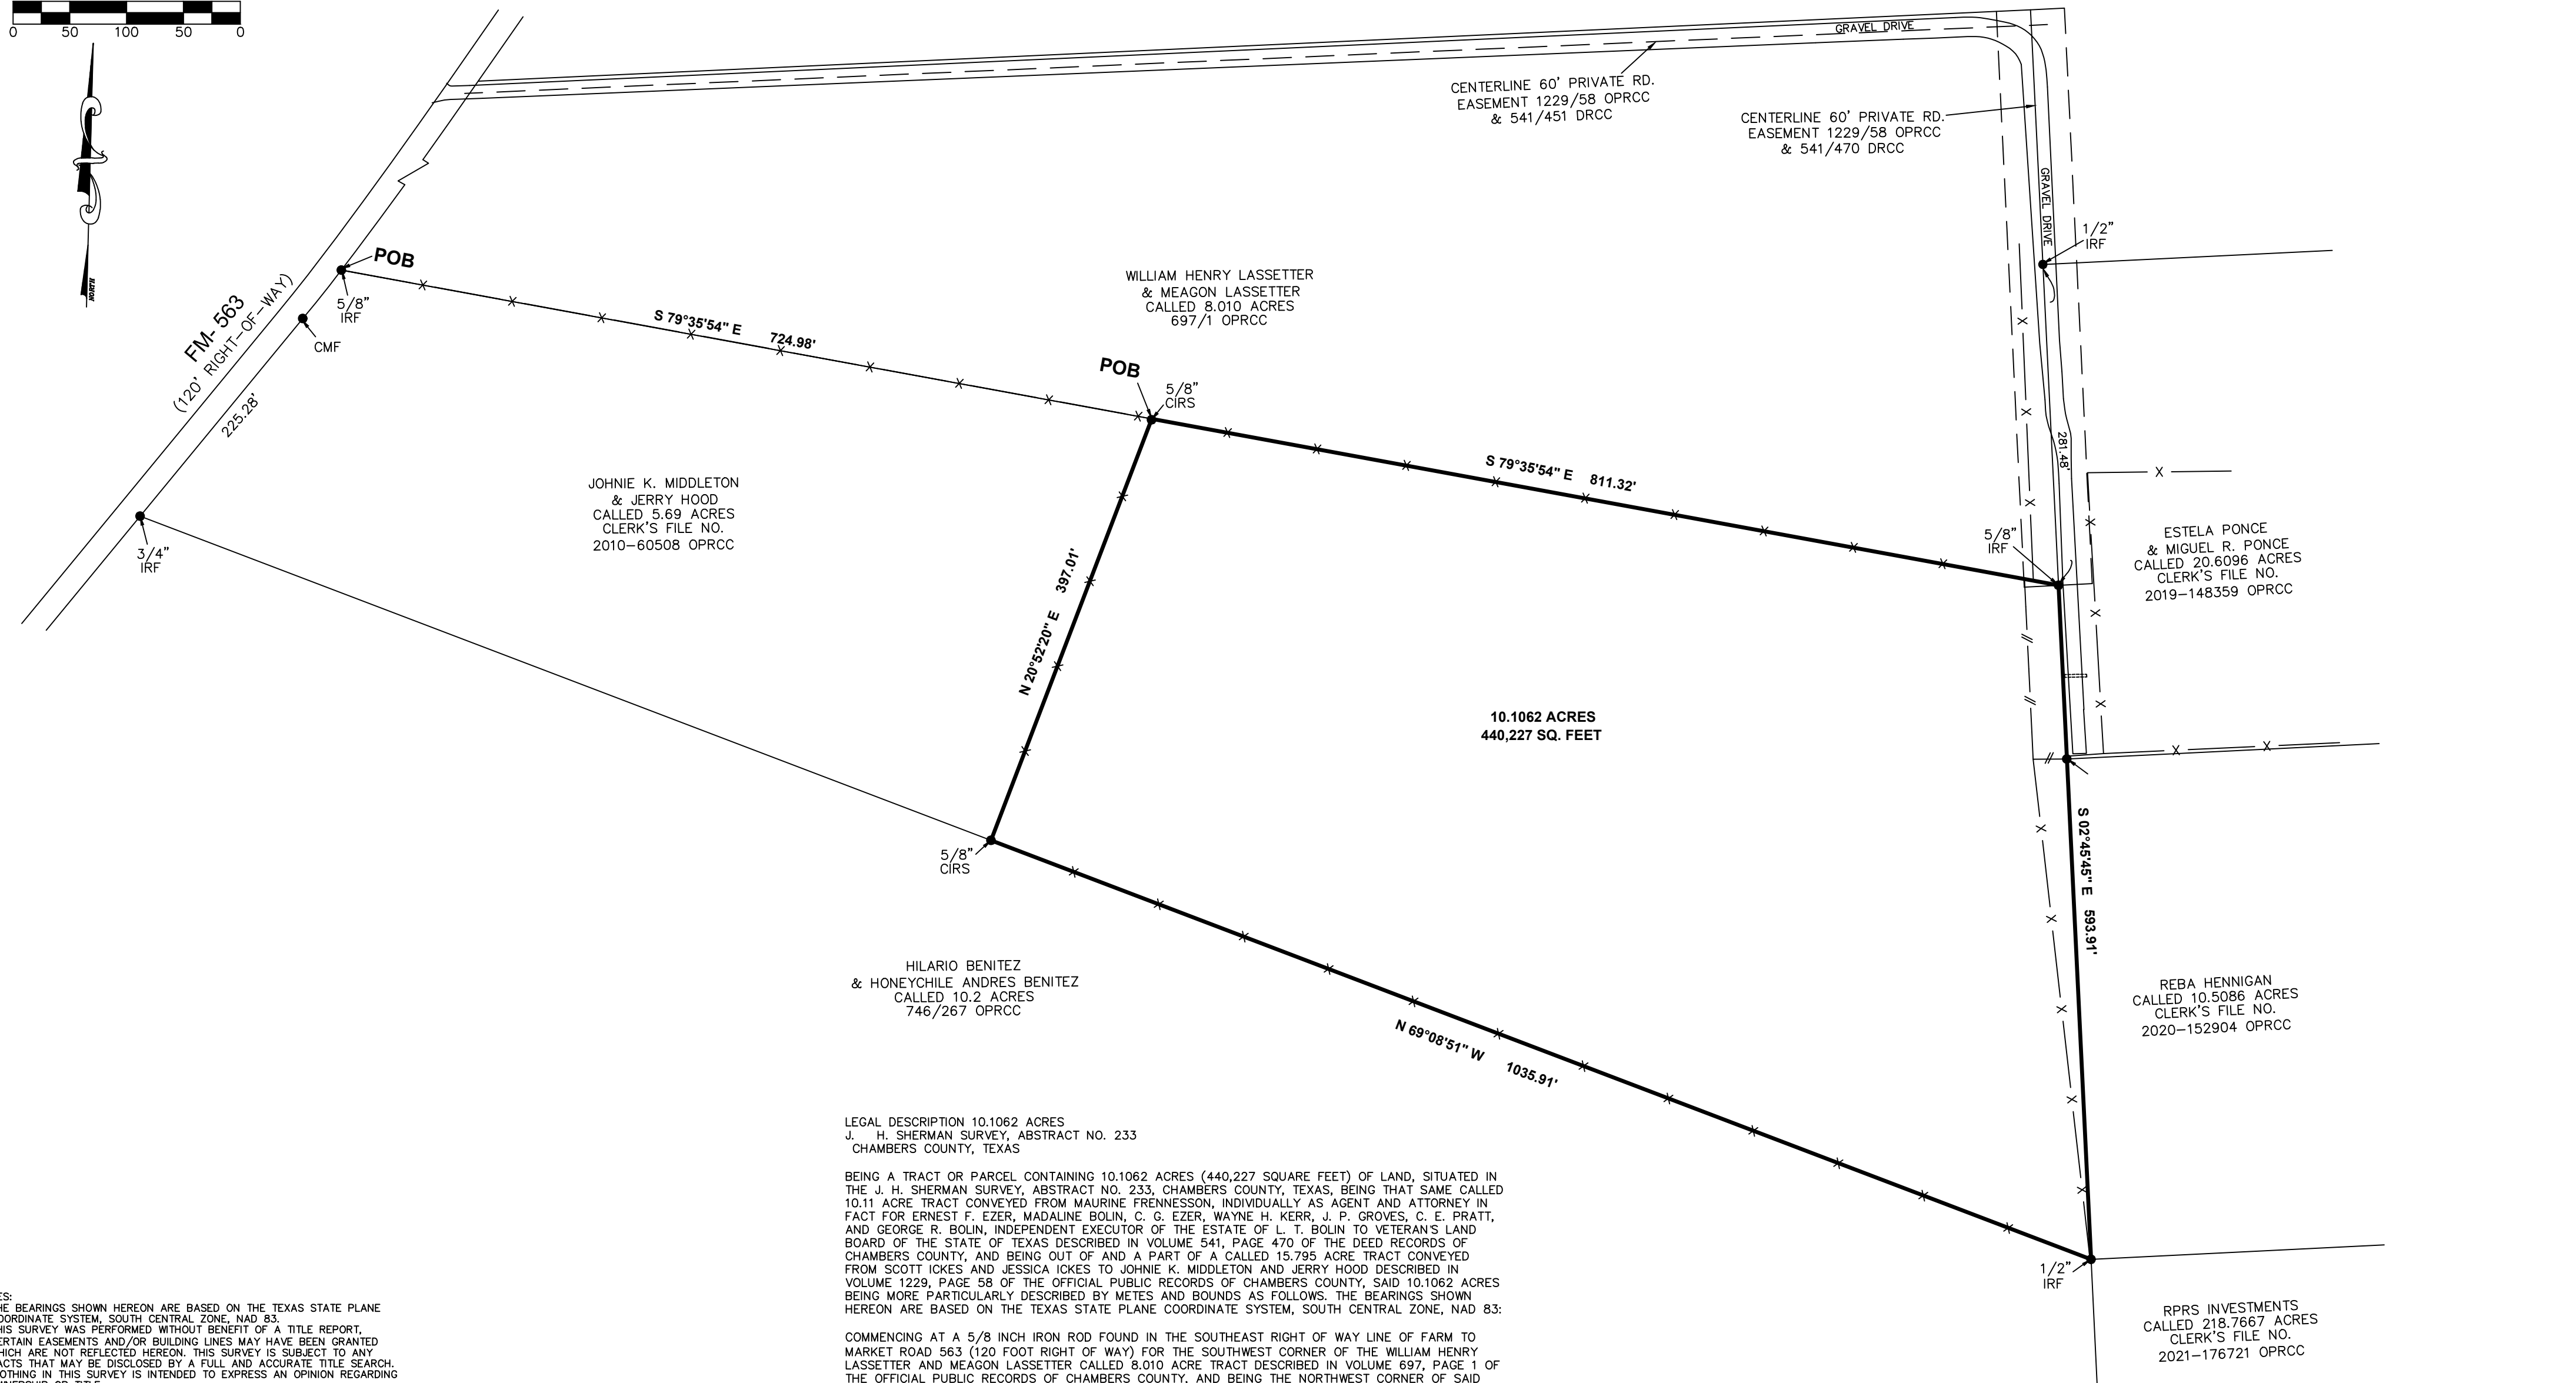 0 50 100 50 0
NORTH
GRAVEL DRIVE
CENTERLINE 60' PRIVATE RD.
EASEMENT 1229/58 OPRCC
& 541/451 DRCC
CENTERLINE 60' PRIVATE RD.
EASEMENT 1229/58 OPRCC
& 541/470 DRCC
GRAVEL DRIVE
1/2"
IRF
POB
5/8"
IRF
CMF
FM- 563
(120' RIGHT-OF-WAY)
225.28'
3/4"
IRF
S 79°35'54" E 724.98'
WILLIAM HENRY LASSETTER
& MEAGON LASSETTER
CALLED 8.010 ACRES
697/1 OPRCC
POB
5/8"
CIRS
S 79°35'54" E 811.32'
281.48'
5/8"
IRF
JOHNIE K. MIDDLETON
& JERRY HOOD
CALLED 5.69 ACRES
CLERK'S FILE NO.
2010-60508 OPRCC
N 20°52'20" E 397.01'
ESTELA PONCE
& MIGUEL R. PONCE
CALLED 20.6096 ACRES
CLERK'S FILE NO.
2019-148359 OPRCC
10.1062 ACRES
440,227 SQ. FEET
5/8"
CIRS
S 02°45'45" E 593.91'
HILARIO BENITEZ
& HONEYCHILE ANDRES BENITEZ
CALLED 10.2 ACRES
746/267 OPRCC
REBA HENNIGAN
CALLED 10.5086 ACRES
CLERK'S FILE NO.
2020-152904 OPRCC
N 69°08'51" W 1035.91'
1/2"
IRF
RPRS INVESTMENTS
CALLED 218.7667 ACRES
CLERK'S FILE NO.
2021-176721 OPRCC
LEGAL DESCRIPTION 10.1062 ACRES
J. H. SHERMAN SURVEY, ABSTRACT NO. 233
CHAMBERS COUNTY, TEXAS
BEING A TRACT OR PARCEL CONTAINING 10.1062 ACRES (440,227 SQUARE FEET) OF LAND, SITUATED IN
THE J. H. SHERMAN SURVEY, ABSTRACT NO. 233, CHAMBERS COUNTY, TEXAS, BEING THAT SAME CALLED
10.11 ACRE TRACT CONVEYED FROM MAURINE FRENNESSON, INDIVIDUALLY AS AGENT AND ATTORNEY IN
FACT FOR ERNEST F. EZER, MADALINE BOLIN, C. G. EZER, WAYNE H. KERR, J. P. GROVES, C. E. PRATT,
AND GEORGE R. BOLIN, INDEPENDENT EXECUTOR OF THE ESTATE OF L. T. BOLIN TO VETERAN'S LAND
BOARD OF THE STATE OF TEXAS DESCRIBED IN VOLUME 541, PAGE 470 OF THE DEED RECORDS OF
CHAMBERS COUNTY, AND BEING OUT OF AND A PART OF A CALLED 15.795 ACRE TRACT CONVEYED
FROM SCOTT ICKES AND JESSICA ICKES TO JOHNIE K. MIDDLETON AND JERRY HOOD DESCRIBED IN
VOLUME 1229, PAGE 58 OF THE OFFICIAL PUBLIC RECORDS OF CHAMBERS COUNTY, SAID 10.1062 ACRES
BEING MORE PARTICULARLY DESCRIBED BY METES AND BOUNDS AS FOLLOWS. THE BEARINGS SHOWN
HEREON ARE BASED ON THE TEXAS STATE PLANE COORDINATE SYSTEM, SOUTH CENTRAL ZONE, NAD 83:
COMMENCING AT A 5/8 INCH IRON ROD FOUND IN THE SOUTHEAST RIGHT OF WAY LINE OF FARM TO
MARKET ROAD 563 (120 FOOT RIGHT OF WAY) FOR THE SOUTHWEST CORNER OF THE WILLIAM HENRY
LASSETTER AND MEAGON LASSETTER CALLED 8.010 ACRE TRACT DESCRIBED IN VOLUME 697, PAGE 1 OF
THE OFFICIAL PUBLIC RECORDS OF CHAMBERS COUNTY, AND BEING THE NORTHWEST CORNER OF SAID
ES:
HE BEARINGS SHOWN HEREON ARE BASED ON THE TEXAS STATE PLANE
OORDINATE SYSTEM, SOUTH CENTRAL ZONE, NAD 83.
HIS SURVEY WAS PERFORMED WITHOUT BENEFIT OF A TITLE REPORT,
ERTAIN EASEMENTS AND/OR BUILDING LINES MAY HAVE BEEN GRANTED
HICH ARE NOT REFLECTED HEREON. THIS SURVEY IS SUBJECT TO ANY
ACTS THAT MAY BE DISCLOSED BY A FULL AND ACCURATE TITLE SEARCH.
OTHING IN THIS SURVEY IS INTENDED TO EXPRESS AN OPINION REGARDING